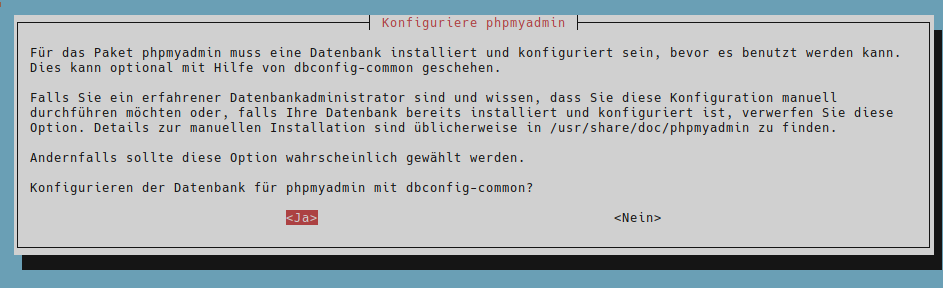 Konfiguriere phpmyadmin
Für das Paket phpmyadmin muss eine Datenbank installiert und konfiguriert sein, bevor es benutzt werden kann.
Dies kann optional mit Hilfe von dbconfig-common geschehen.
Falls Sie ein erfahrener Datenbankadministrator sind und wissen, dass Sie diese Konfiguration manuell
durchführen möchten oder, falls Ihre Datenbank bereits installiert und konfiguriert ist, verwerfen Sie diese
Option. Details zur manuellen Installation sind üblicherweise in /usr/share/doc/phpmyadmin zu finden.
Andernfalls sollte diese Option wahrscheinlich gewählt werden.
Konfigurieren der Datenbank für phpmyadmin mit dbconfig-common?
<Ja> <Nein>